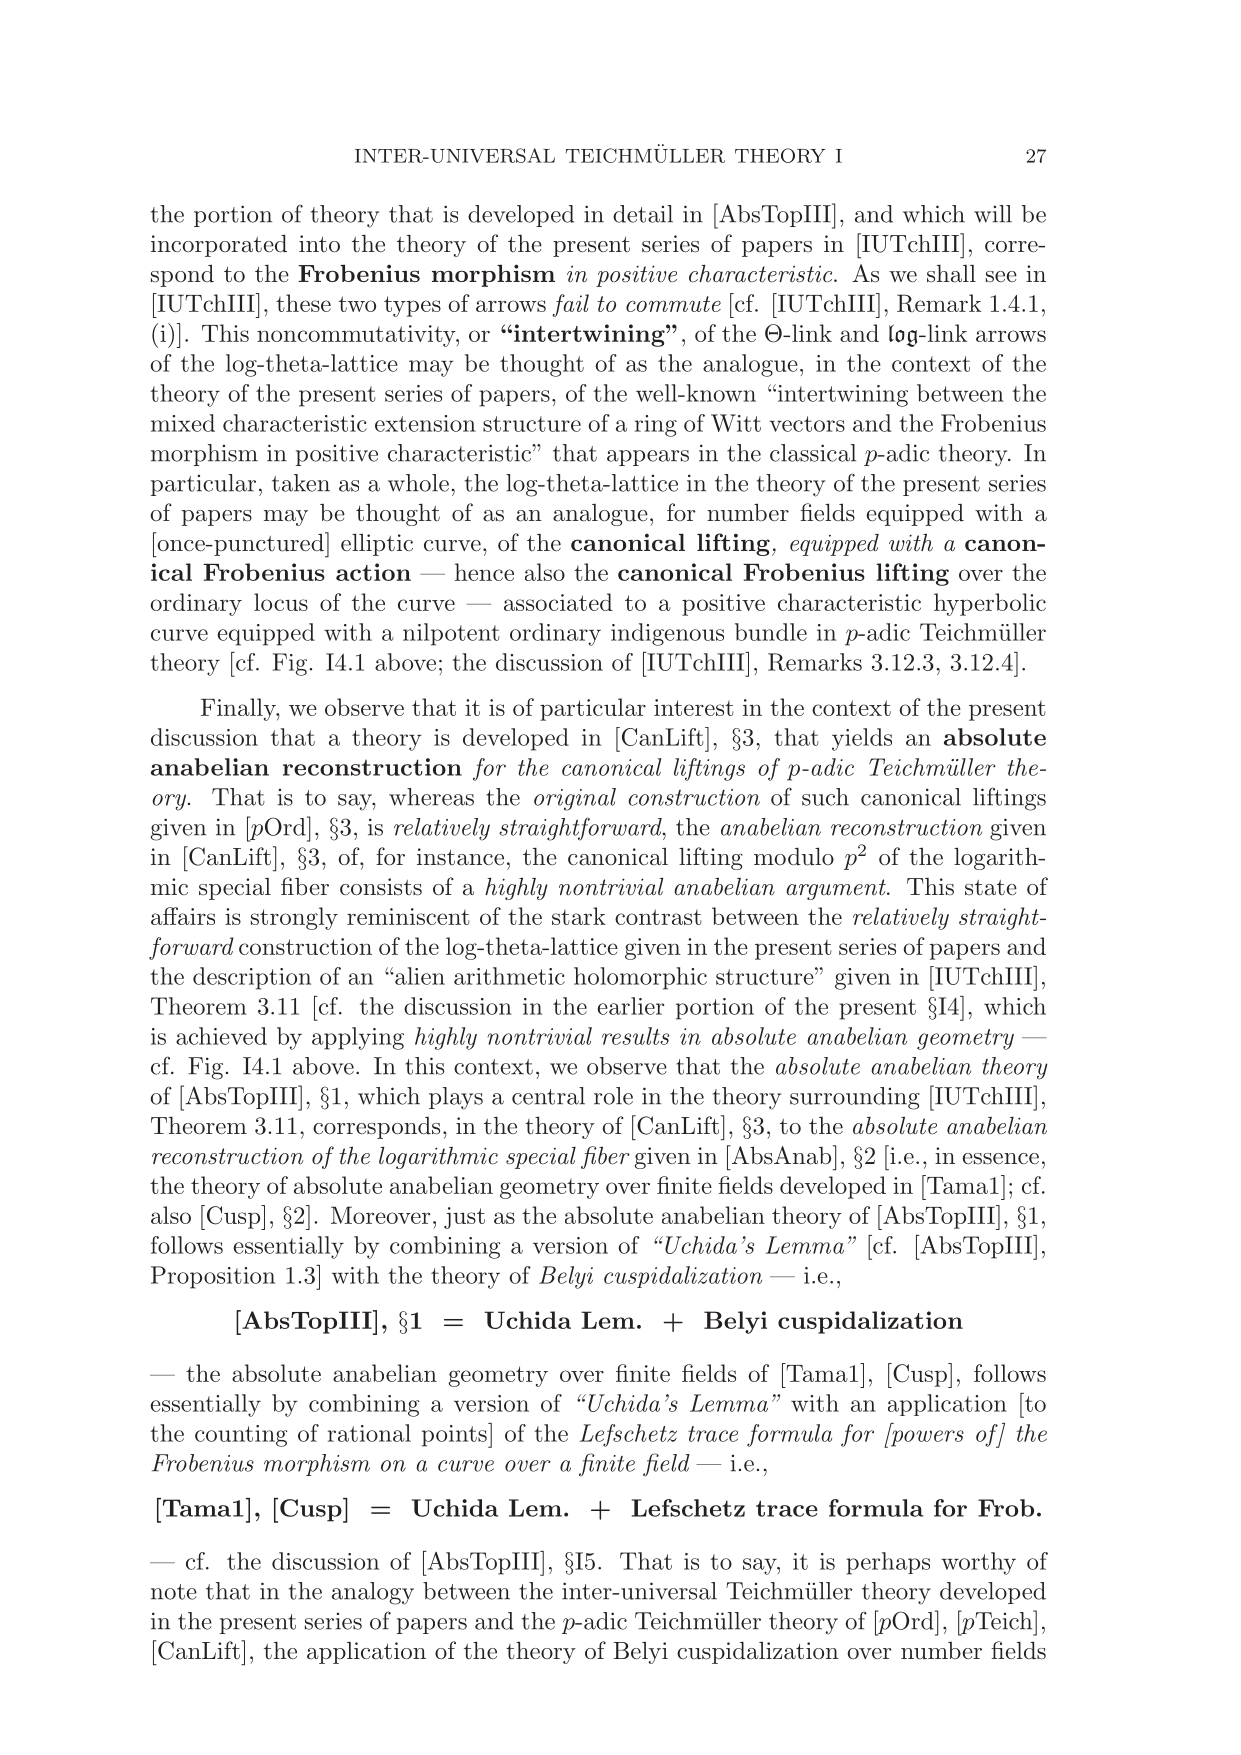 INTER-UNIVERSAL TEICHMÜLLER THEORY I 27
the portion of theory that is developed in detail in [AbsTopIII], and which will be
incorporated into the theory of the present series of papers in [IUTchIII], corre-
spond to the Frobenius morphism in positive characteristic. As we shall see in
[IUTchIII], these two types of arrows fail to commute [cf. [IUTchIII], Remark 1.4.1,
(i)]. This noncommutativity, or “intertwining”, of the Θ-link and log-link arrows
of the log-theta-lattice may be thought of as the analogue, in the context of the
theory of the present series of papers, of the well-known “intertwining between the
mixed characteristic extension structure of a ring of Witt vectors and the Frobenius
morphism in positive characteristic” that appears in the classical p-adic theory. In
particular, taken as a whole, the log-theta-lattice in the theory of the present series
of papers may be thought of as an analogue, for number fields equipped with a
[once-punctured] elliptic curve, of the canonical lifting, equipped with a canon-
ical Frobenius action — hence also the canonical Frobenius lifting over the
ordinary locus of the curve — associated to a positive characteristic hyperbolic
curve equipped with a nilpotent ordinary indigenous bundle in p-adic Teichmüller
theory [cf. Fig. I4.1 above; the discussion of [IUTchIII], Remarks 3.12.3, 3.12.4].
Finally, we observe that it is of particular interest in the context of the present
discussion that a theory is developed in [CanLift], §3, that yields an absolute
anabelian reconstruction for the canonical liftings of p-adic Teichmüller the-
ory. That is to say, whereas the original construction of such canonical liftings
given in [pOrd], §3, is relatively straightforward, the anabelian reconstruction given
in [CanLift], §3, of, for instance, the canonical lifting modulo p² of the logarith-
mic special fiber consists of a highly nontrivial anabelian argument. This state of
affairs is strongly reminiscent of the stark contrast between the relatively straight-
forward construction of the log-theta-lattice given in the present series of papers and
the description of an “alien arithmetic holomorphic structure” given in [IUTchIII],
Theorem 3.11 [cf. the discussion in the earlier portion of the present §I4], which
is achieved by applying highly nontrivial results in absolute anabelian geometry —
cf. Fig. I4.1 above. In this context, we observe that the absolute anabelian theory
of [AbsTopIII], §1, which plays a central role in the theory surrounding [IUTchIII],
Theorem 3.11, corresponds, in the theory of [CanLift], §3, to the absolute anabelian
reconstruction of the logarithmic special fiber given in [AbsAnab], §2 [i.e., in essence,
the theory of absolute anabelian geometry over finite fields developed in [Tama1]; cf.
also [Cusp], §2]. Moreover, just as the absolute anabelian theory of [AbsTopIII], §1,
follows essentially by combining a version of “Uchida’s Lemma” [cf. [AbsTopIII],
Proposition 1.3] with the theory of Belyi cuspidalization — i.e.,
[AbsTopIII], §1 = Uchida Lem. + Belyi cuspidalization
— the absolute anabelian geometry over finite fields of [Tama1], [Cusp], follows
essentially by combining a version of “Uchida’s Lemma” with an application [to
the counting of rational points] of the Lefschetz trace formula for [powers of] the
Frobenius morphism on a curve over a finite field — i.e.,
[Tama1], [Cusp] = Uchida Lem. + Lefschetz trace formula for Frob.
— cf. the discussion of [AbsTopIII], §I5. That is to say, it is perhaps worthy of
note that in the analogy between the inter-universal Teichmüller theory developed
in the present series of papers and the p-adic Teichmüller theory of [pOrd], [pTeich],
[CanLift], the application of the theory of Belyi cuspidalization over number fields